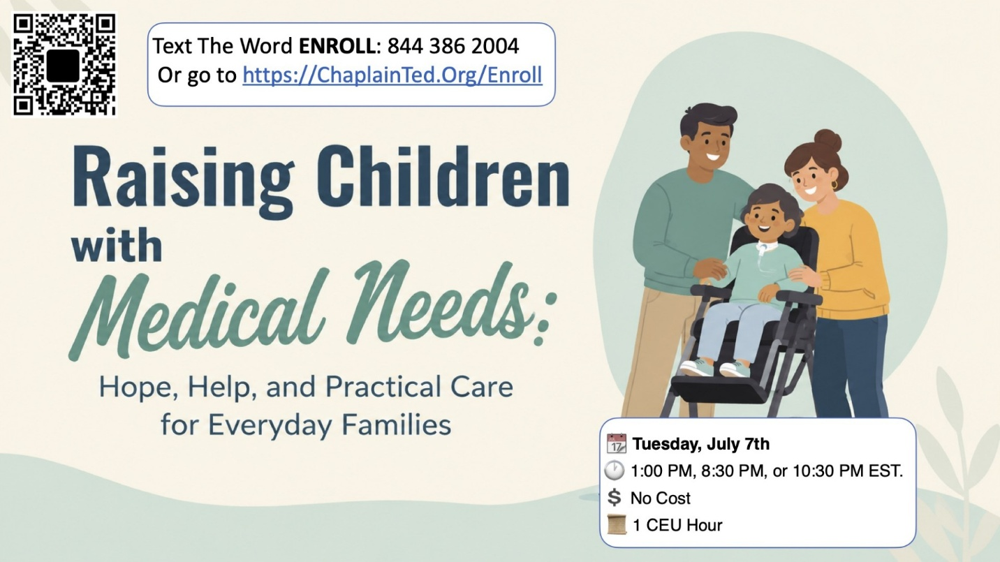 Text The Word ENROLL: 844 386 2004
Or go to https://ChaplainTed.Org/Enroll
Raising Children
with
Medical Needs:
Hope, Help, and Practical Care
for Everyday Families
Tuesday, July 7th
1:00 PM, 8:30 PM, or 10:30 PM EST.
$ No Cost
1 CEU Hour